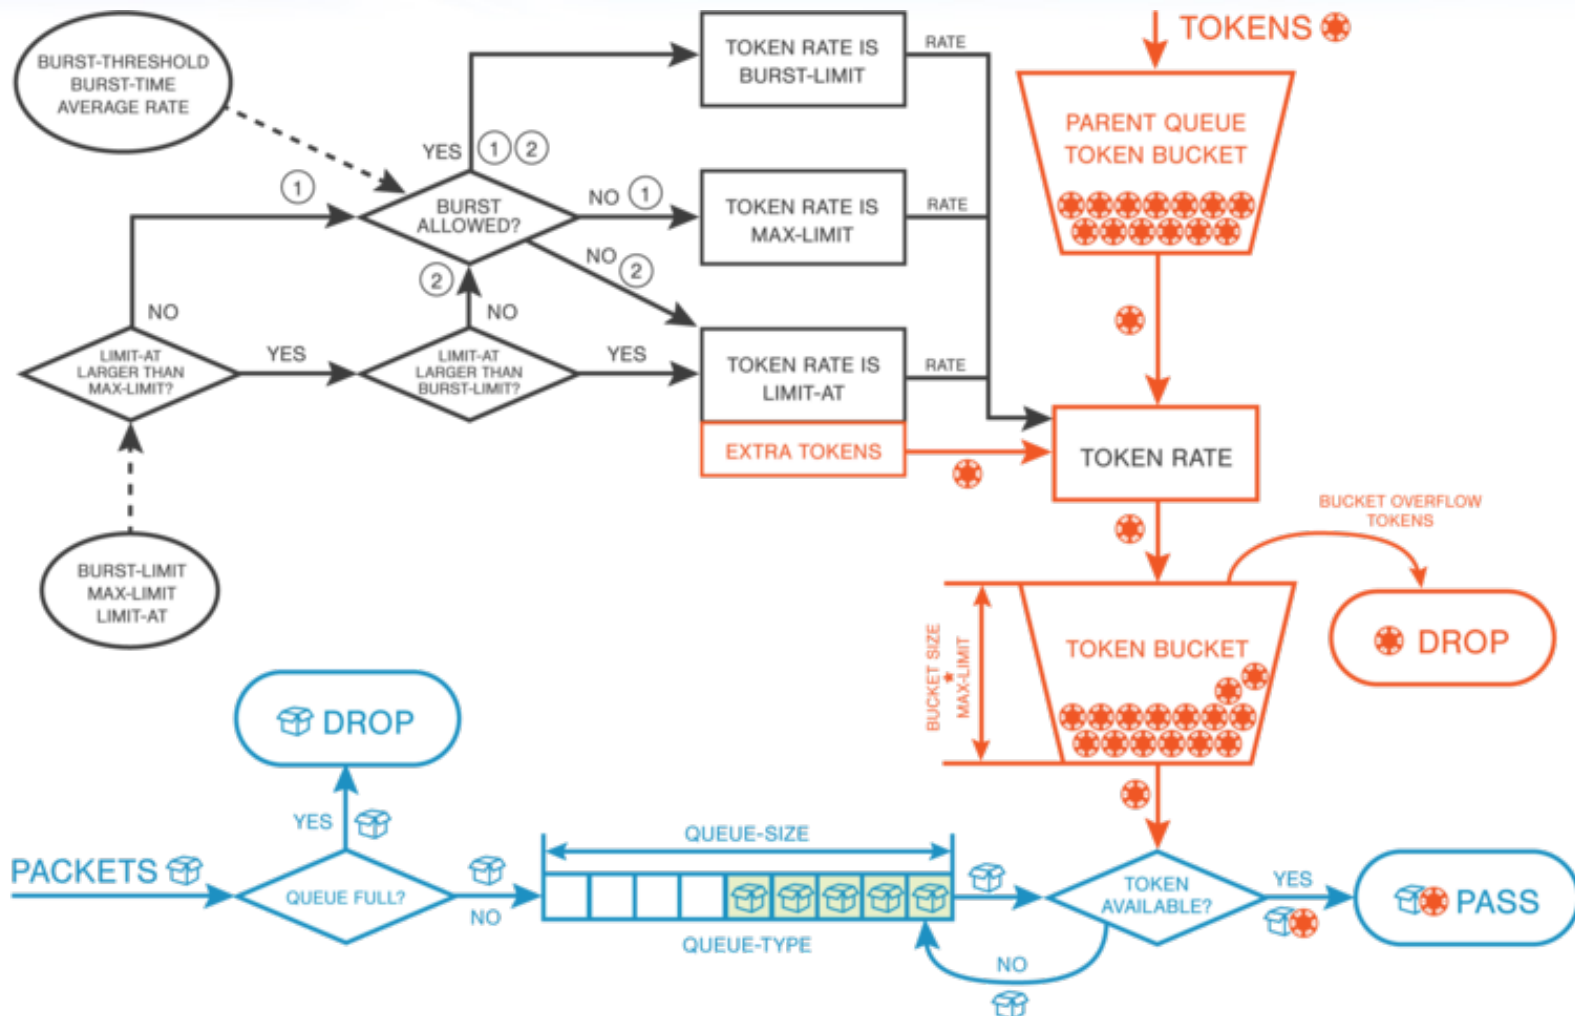 TOKENS
BURST-THRESHOLD
BURST-TIME
AVERAGE RATE
TOKEN RATE IS
BURST-LIMIT
RATE
PARENT QUEUE
TOKEN BUCKET
YES
1
2
1
BURST
ALLOWED?
NO
1
TOKEN RATE IS
MAX-LIMIT
RATE
NO
2
2
NO
NO
LIMIT-AT
LARGER THAN
MAX-LIMIT?
YES
LIMIT-AT
LARGER THAN
BURST-LIMIT?
YES
TOKEN RATE IS
LIMIT-AT
RATE
EXTRA TOKENS
TOKEN RATE
BUCKET OVERFLOW
TOKENS
BURST-LIMIT
MAX-LIMIT
LIMIT-AT
BUCKET SIZE
*
MAX-LIMIT
TOKEN BUCKET
DROP
DROP
YES
PACKETS
QUEUE FULL?
NO
QUEUE-SIZE
QUEUE-TYPE
TOKEN
AVAILABLE?
YES
PASS
NO